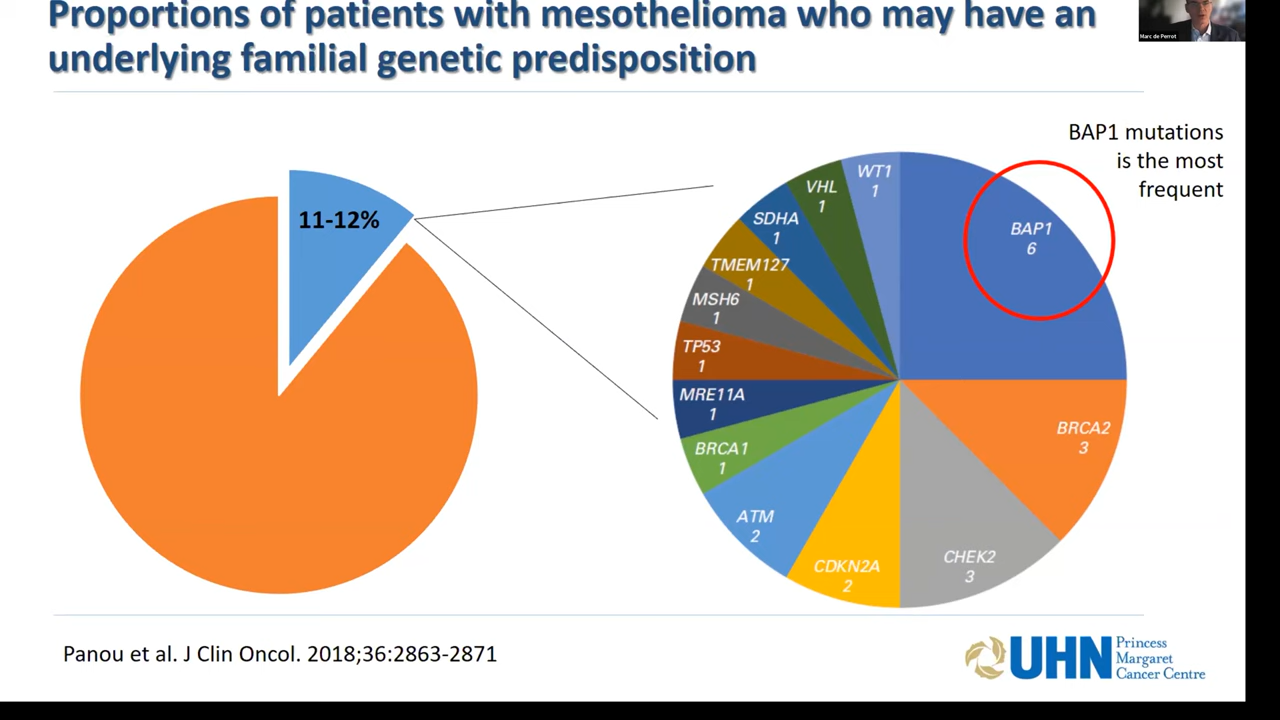 Proportions of patients with mesothelioma who may have an
underlying familial genetic predisposition
Marc de Perrot
BAP1 mutations
is the most
frequent
11-12%
WT1
1
VHL
1
SDHA
1
TMEM127
1
MSH6
1
TP53
1
MRE11A
1
BRCA1
1
ATM
2
CDKN2A
2
CHEK2
3
BRCA2
3
BAP1
6
Panou et al. J Clin Oncol. 2018;36:2863-2871
UHN
Princess
Margaret
Cancer Centre